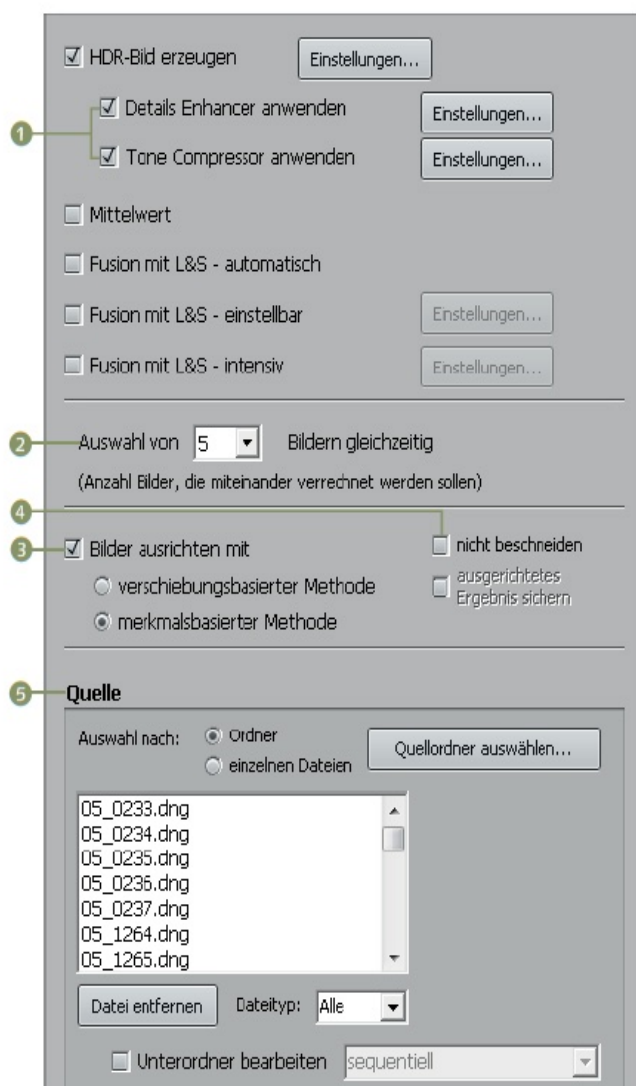 HDR-Bild erzeugen Einstellungen...
1 Details Enhancer anwenden Einstellungen...
Tone Compressor anwenden Einstellungen...
Mittelwert
Fusion mit L&S - automatisch
Fusion mit L&S - einstellbar Einstellungen...
Fusion mit L&S - intensiv Einstellungen...
2 Auswahl von 5 Bildern gleichzeitig
(Anzahl Bilder, die miteinander verrechnet werden sollen)
4
3 Bilder ausrichten mit nicht beschneiden
verschiebungsbasierter Methode ausgerichtetes
Ergebnis sichern
merkmalsbasierter Methode
5 Quelle
Auswahl nach: Ordner Quellordner auswählen...
einzelnen Dateien
05_0233.dng
05_0234.dng
05_0235.dng
05_0236.dng
05_0237.dng
05_1264.dng
05_1265.dng
Datei entfernen Dateityp: Alle
Unterordner bearbeiten sequentiell